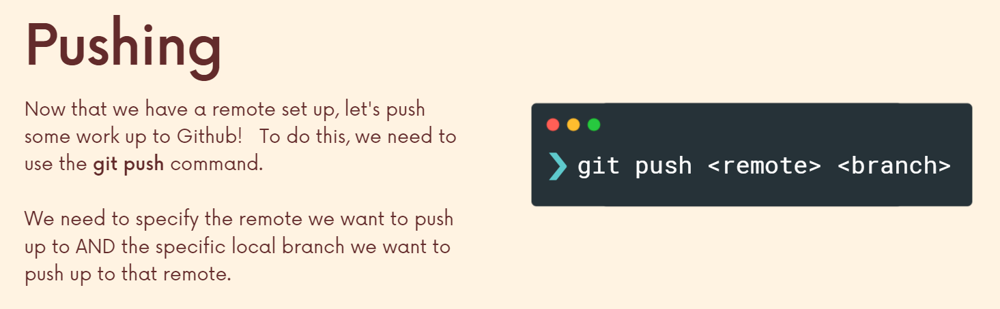 Pushing
Now that we have a remote set up, let's push
some work up to Github!   To do this, we need to
use the git push command.
We need to specify the remote we want to push
up to AND the specific local branch we want to
push up to that remote.
❯ git push <remote> <branch>